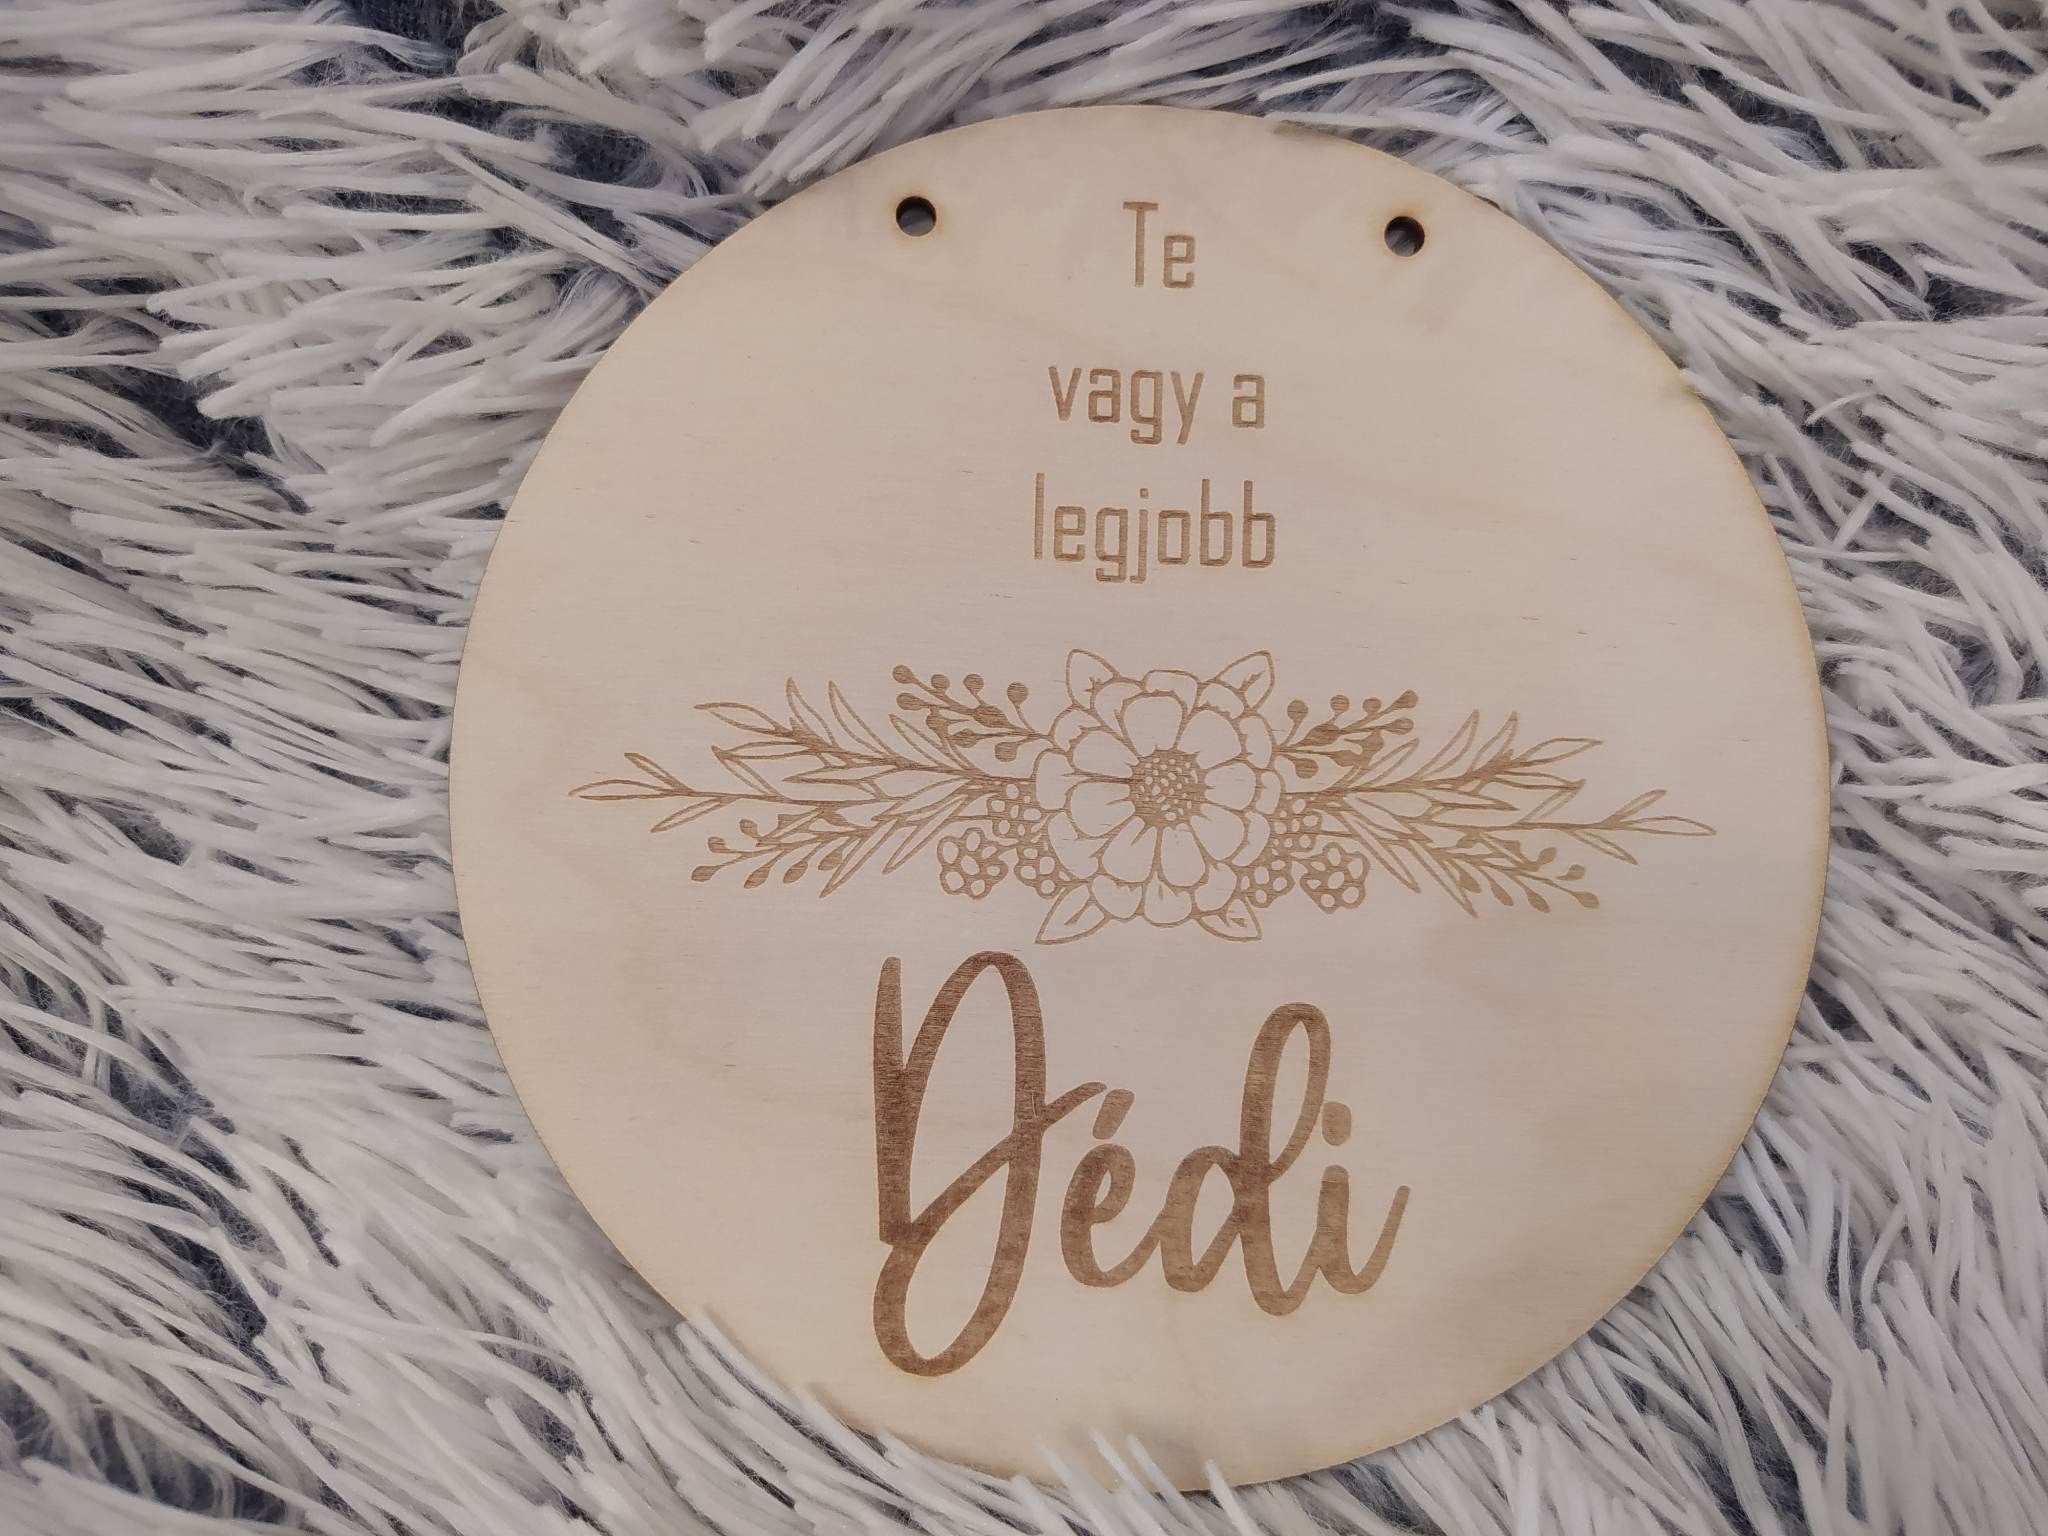 Te
vagy a
legjobb
Dédi